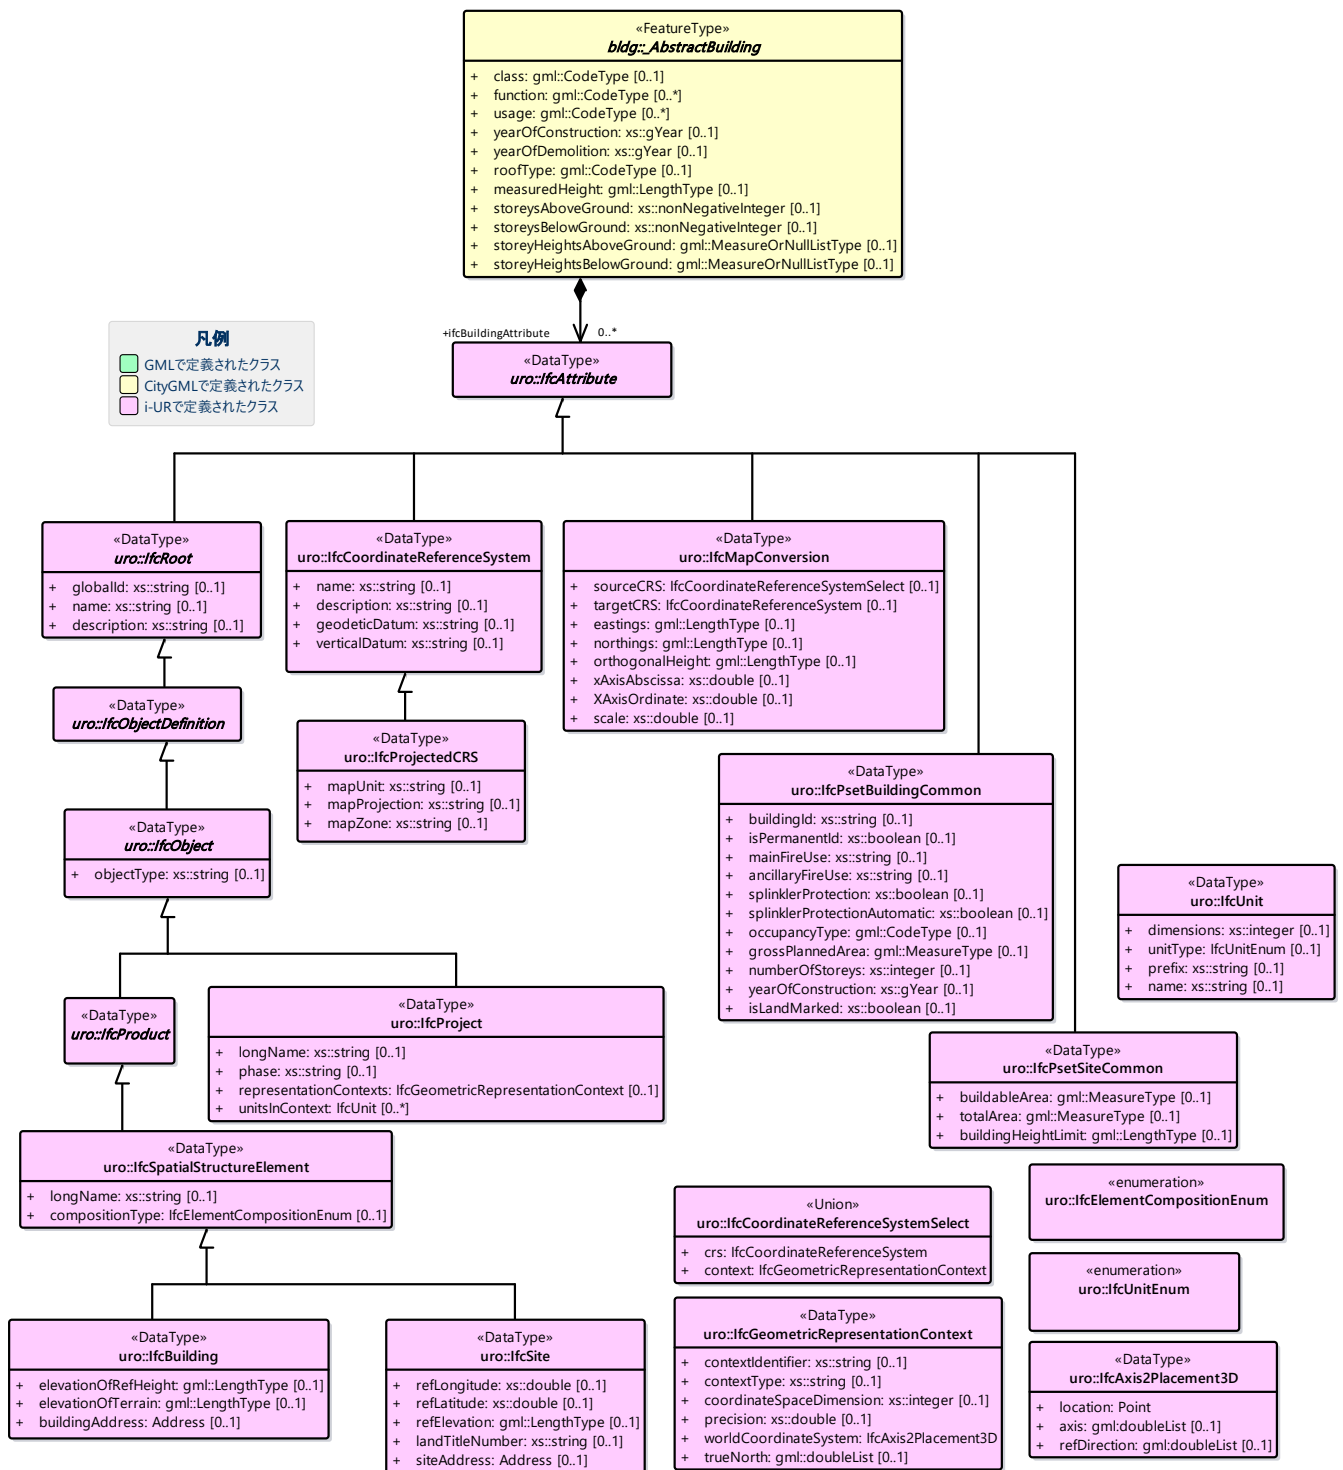 «FeatureType»
bldg::_AbstractBuilding
+ class: gml::CodeType [0..1]
+ function: gml::CodeType [0..*]
+ usage: gml::CodeType [0..*]
+ yearOfConstruction: xs::gYear [0..1]
+ yearOfDemolition: xs::gYear [0..1]
+ roofType: gml::CodeType [0..1]
+ measuredHeight: gml::LengthType [0..1]
+ storeysAboveGround: xs::nonNegativeInteger [0..1]
+ storeysBelowGround: xs::nonNegativeInteger [0..1]
+ storeyHeightsAboveGround: gml::MeasureOrNullListType [0..1]
+ storeyHeightsBelowGround: gml::MeasureOrNullListType [0..1]
+ifcBuildingAttribute 0..*
凡例
GMLで定義されたクラス
CityGMLで定義されたクラス
i-URで定義されたクラス
«DataType»
uro::IfcAttribute
«DataType»
uro::IfcRoot
+ globalId: xs::string [0..1]
+ name: xs::string [0..1]
+ description: xs::string [0..1]
«DataType»
uro::IfcCoordinateReferenceSystem
+ name: xs::string [0..1]
+ description: xs::string [0..1]
+ geodeticDatum: xs::string [0..1]
+ verticalDatum: xs::string [0..1]
«DataType»
uro::IfcMapConversion
+ sourceCRS: IfcCoordinateReferenceSystemSelect [0..1]
+ targetCRS: IfcCoordinateReferenceSystem [0..1]
+ eastings: gml::LengthType [0..1]
+ northings: gml::LengthType [0..1]
+ orthogonalHeight: gml::LengthType [0..1]
+ xAxisAbscissa: xs::double [0..1]
+ XAxisOrdinate: xs::double [0..1]
+ scale: xs::double [0..1]
«DataType»
uro::IfcObjectDefinition
«DataType»
uro::IfcProjectedCRS
+ mapUnit: xs::string [0..1]
+ mapProjection: xs::string [0..1]
+ mapZone: xs::string [0..1]
«DataType»
uro::IfcPsetBuildingCommon
+ buildingId: xs::string [0..1]
+ isPermanentId: xs::boolean [0..1]
+ mainFireUse: xs::string [0..1]
+ ancillaryFireUse: xs::string [0..1]
+ splinklerProtection: xs::boolean [0..1]
+ splinklerProtectionAutomatic: xs::boolean [0..1]
+ occupancyType: gml::CodeType [0..1]
+ grossPlannedArea: gml::MeasureType [0..1]
+ numberOfStoreys: xs::integer [0..1]
+ yearOfConstruction: xs::gYear [0..1]
+ isLandMarked: xs::boolean [0..1]
«DataType»
uro::IfcObject
+ objectType: xs::string [0..1]
«DataType»
uro::IfcUnit
+ dimensions: xs::integer [0..1]
+ unitType: IfcUnitEnum [0..1]
+ prefix: xs::string [0..1]
+ name: xs::string [0..1]
«DataType»
uro::IfcProduct
«DataType»
uro::IfcProject
+ longName: xs::string [0..1]
+ phase: xs::string [0..1]
+ representationContexts: IfcGeometricRepresentationContext [0..1]
+ unitsInContext: IfcUnit [0..*]
«DataType»
uro::IfcPsetSiteCommon
+ buildableArea: gml::MeasureType [0..1]
+ totalArea: gml::MeasureType [0..1]
+ buildingHeightLimit: gml::LengthType [0..1]
«DataType»
uro::IfcSpatialStructureElement
+ longName: xs::string [0..1]
+ compositionType: IfcElementCompositionEnum [0..1]
«enumeration»
uro::IfcElementCompositionEnum
«Union»
uro::IfcCoordinateReferenceSystemSelect
+ crs: IfcCoordinateReferenceSystem
+ context: IfcGeometricRepresentationContext
«enumeration»
uro::IfcUnitEnum
«DataType»
uro::IfcBuilding
+ elevationOfRefHeight: gml::LengthType [0..1]
+ elevationOfTerrain: gml::LengthType [0..1]
+ buildingAddress: Address [0..1]
«DataType»
uro::IfcSite
+ refLongitude: xs::double [0..1]
+ refLatitude: xs::double [0..1]
+ refElevation: gml::LengthType [0..1]
+ landTitleNumber: xs::string [0..1]
+ siteAddress: Address [0..1]
«DataType»
uro::IfcGeometricRepresentationContext
+ contextIdentifier: xs::string [0..1]
+ contextType: xs::string [0..1]
+ coordinateSpaceDimension: xs::integer [0..1]
+ precision: xs::double [0..1]
+ worldCoordinateSystem: IfcAxis2Placement3D
+ trueNorth: gml::doubleList [0..1]
«DataType»
uro::IfcAxis2Placement3D
+ location: Point
+ axis: gml:doubleList [0..1]
+ refDirection: gml:doubleList [0..1]